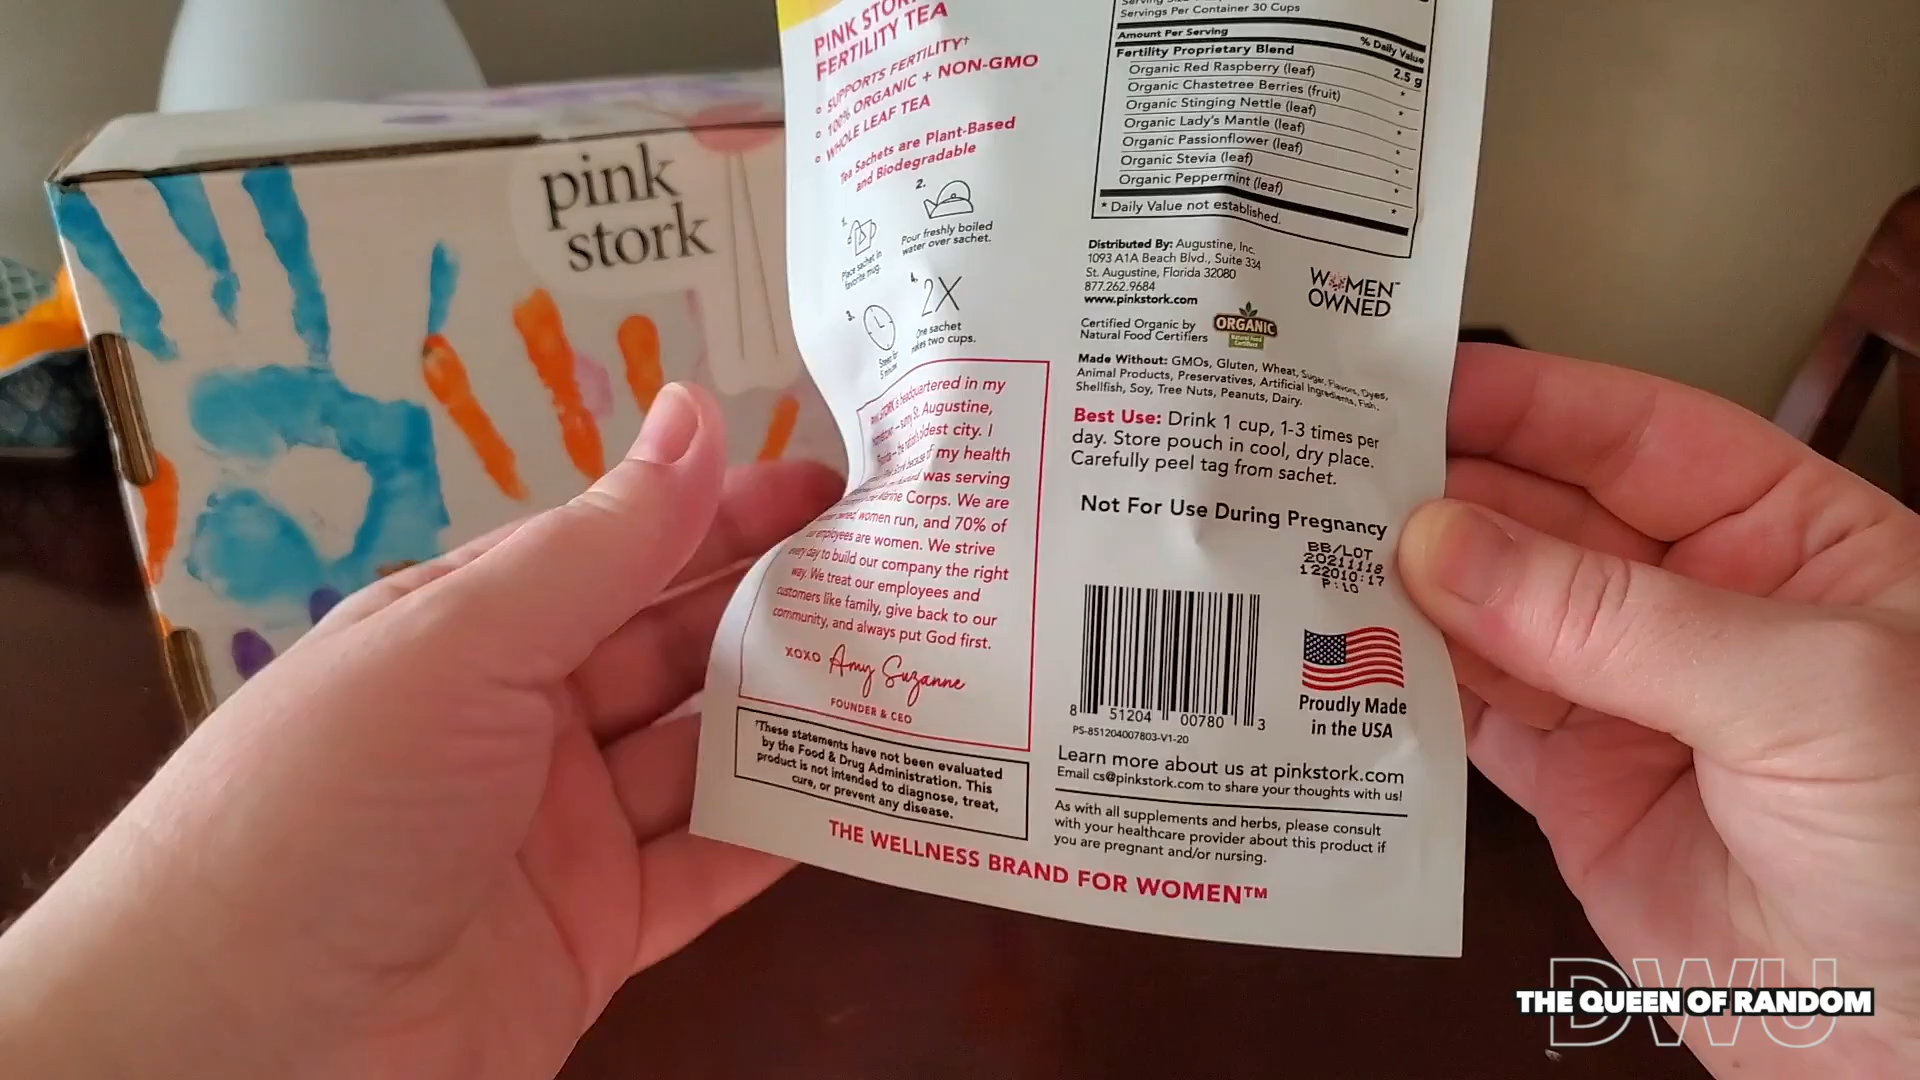 pink
stork
PINK STORK
FERTILITY TEA
SUPPORTS FERTILITY†
100% ORGANIC + NON-GMO
WHOLE LEAF TEA
Tea Sachets are Plant-Based
and Biodegradable
1.
Place sachet in
favorite mug.
2.
Pour freshly boiled
water over sachet.
3.
Steep for
5 minutes
4.
2X
One sachet
makes two cups.
is headquartered in my
sunny St. Augustine,
oldest city. I
my health
was serving
Marine Corps. We are
women run, and 70% of
our employees are women. We strive
every day to build our company the right
way. We treat our employees and
customers like family, give back to our
community, and always put God first.
XOXO Amy Suzanne
FOUNDER & CEO
†These statements have not been evaluated
by the Food & Drug Administration. This
product is not intended to diagnose, treat,
cure, or prevent any disease.
Servings Per Container 30 Cups
Amount Per Serving
% Daily Value
Fertility Proprietary Blend 2.5 g
Organic Red Raspberry (leaf) *
Organic Chastetree Berries (fruit) *
Organic Stinging Nettle (leaf) *
Organic Lady's Mantle (leaf) *
Organic Passionflower (leaf) *
Organic Stevia (leaf) *
Organic Peppermint (leaf) *
* Daily Value not established.
Distributed By: Augustine, Inc.
1093 A1A Beach Blvd., Suite 334
St. Augustine, Florida 32080
877.262.9684
www.pinkstork.com
WOMEN™
OWNED
Certified Organic by
Natural Food Certifiers
ORGANIC
Natural Food
Certifiers
Made Without: GMOs, Gluten, Wheat, Sugar, Flavors, Dyes,
Animal Products, Preservatives, Artificial Ingredients, Fish,
Shellfish, Soy, Tree Nuts, Peanuts, Dairy.
Best Use: Drink 1 cup, 1-3 times per
day. Store pouch in cool, dry place.
Carefully peel tag from sachet.
Not For Use During Pregnancy
BB/LOT
20211118
122010:17
P:10
8 51204 00780 3
PS-851204007803-V1-20
Proudly Made
in the USA
Learn more about us at pinkstork.com
Email cs@pinkstork.com to share your thoughts with us!
As with all supplements and herbs, please consult
with your healthcare provider about this product if
you are pregnant and/or nursing.
THE WELLNESS BRAND FOR WOMEN™
DWU
THE QUEEN OF RANDOM